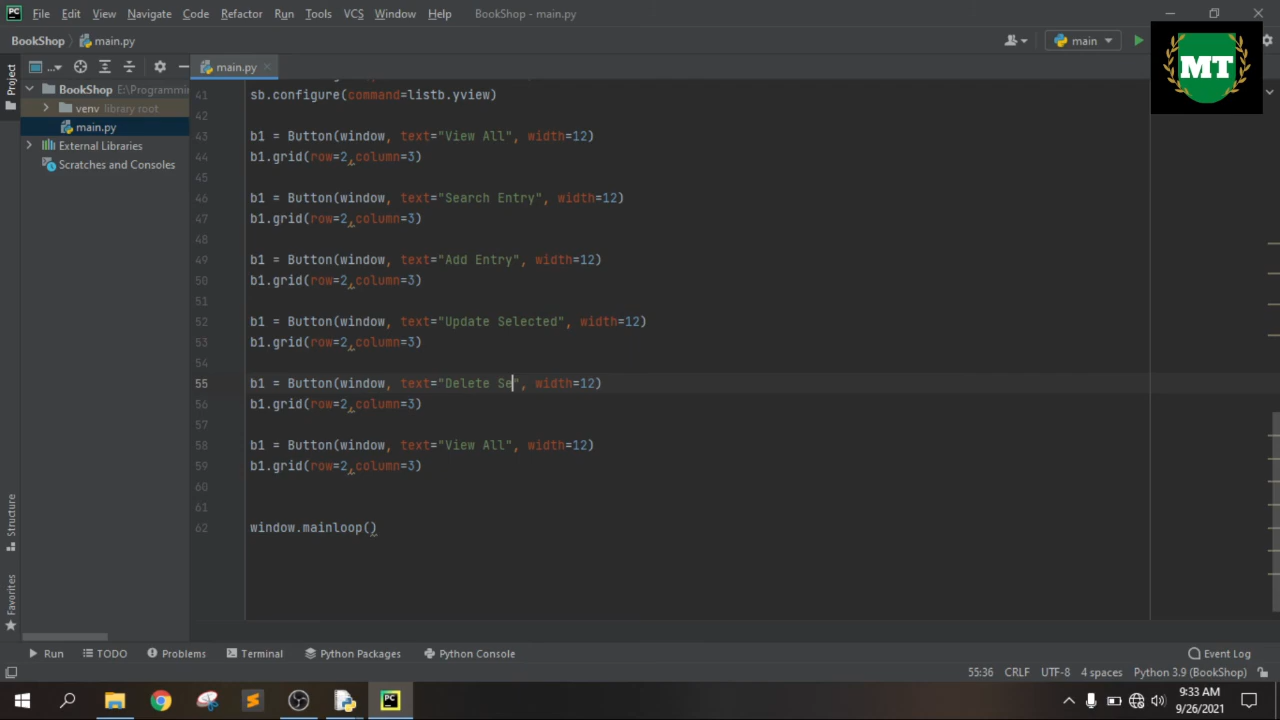 PC File Edit View Navigate Code Refactor Run Tools VCS Window Help BookShop - main.py
BookShop main.py main
MT
Project ... main.py
BookShop E:\Programmin
venv library root
main.py
External Libraries
Scratches and Consoles
Structure
Favorites
41 sb.configure(command=listb.yview)
42
43 b1 = Button(window, text="View All", width=12)
44 b1.grid(row=2,column=3)
45
46 b1 = Button(window, text="Search Entry", width=12)
47 b1.grid(row=2,column=3)
48
49 b1 = Button(window, text="Add Entry", width=12)
50 b1.grid(row=2,column=3)
51
52 b1 = Button(window, text="Update Selected", width=12)
53 b1.grid(row=2,column=3)
54
55 b1 = Button(window, text="Delete Se", width=12)
56 b1.grid(row=2,column=3)
57
58 b1 = Button(window, text="View All", width=12)
59 b1.grid(row=2,column=3)
60
61
62 window.mainloop()
Run TODO Problems Terminal Python Packages Python Console Event Log
55:36 CRLF UTF-8 4 spaces Python 3.9 (BookShop)
PC 9:33 AM
9/26/2021